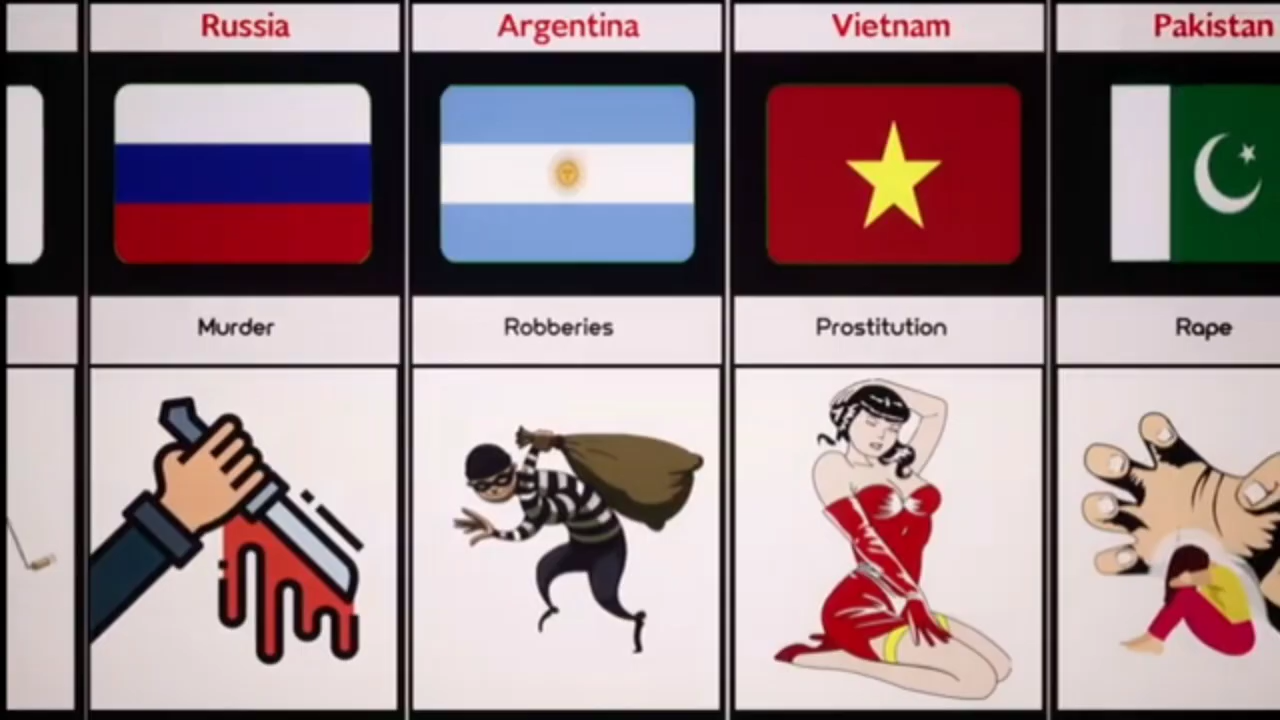 Russia
Argentina
Vietnam
Pakistan
Murder
Robberies
Prostitution
Rape